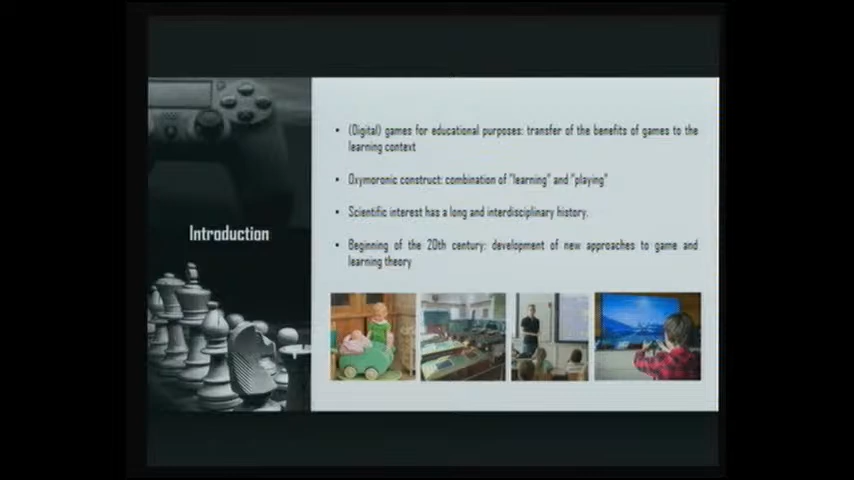 Introduction
• (Digital) games for educational purposes: transfer of the benefits of games to the
learning context
• Oxymoronic construct: combination of "learning" and "playing"
• Scientific interest has a long and interdisciplinary history.
• Beginning of the 20th century: development of new approaches to game and
learning theory